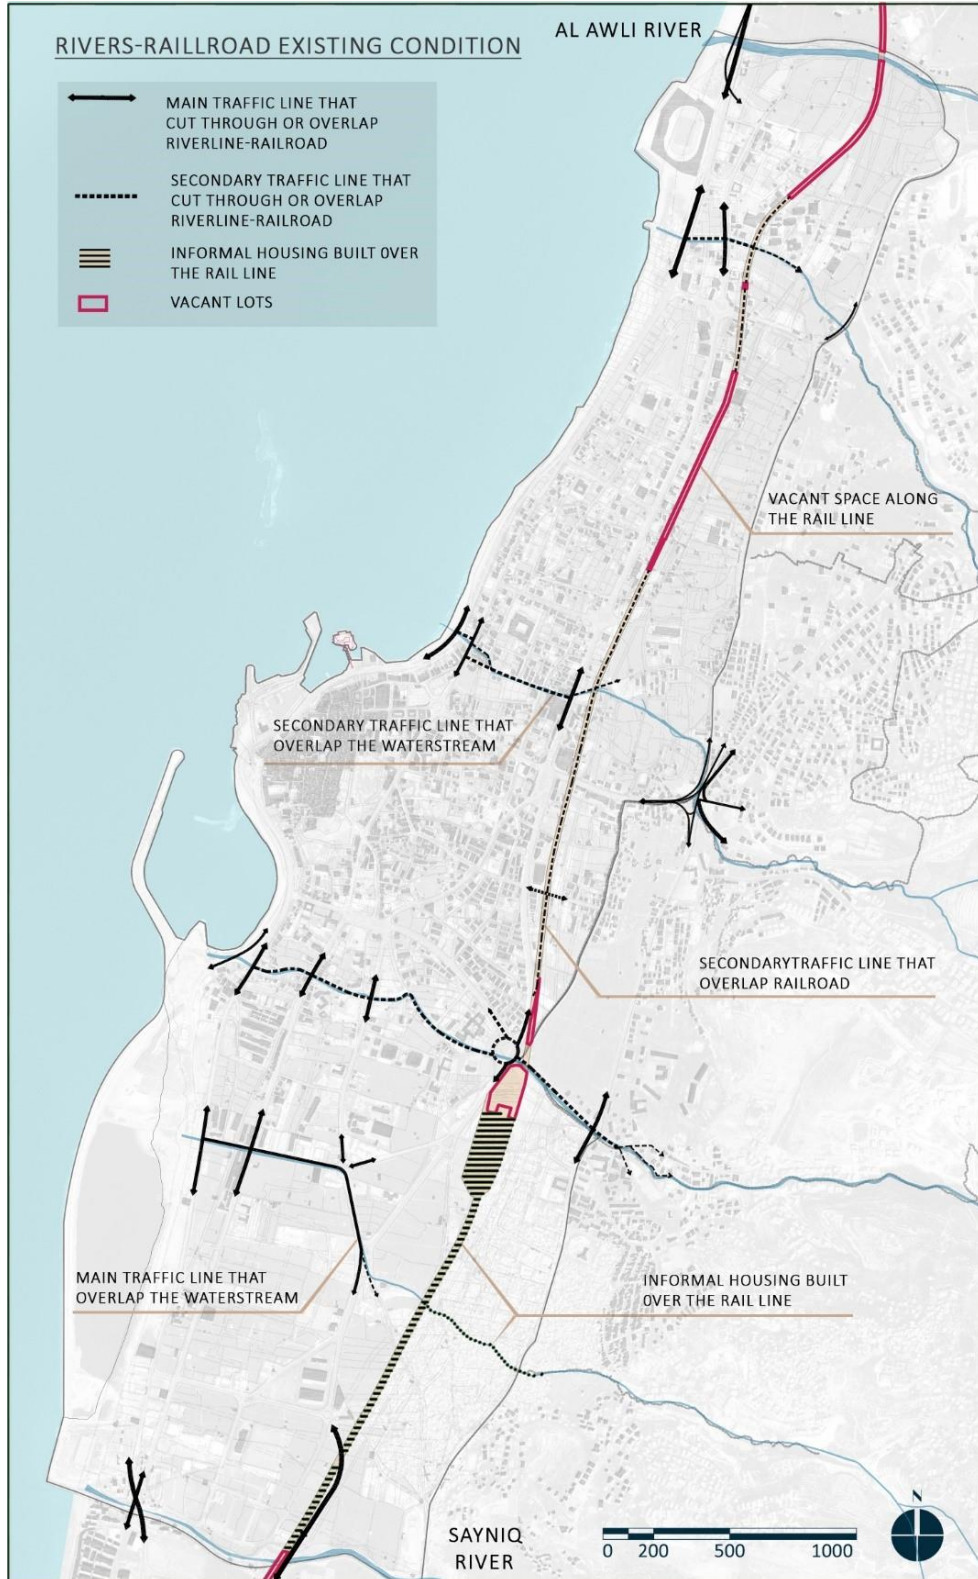 RIVERS-RAILLROAD EXISTING CONDITION
AL AWLI RIVER
MAIN TRAFFIC LINE THAT
CUT THROUGH OR OVERLAP
RIVERLINE-RAILROAD
SECONDARY TRAFFIC LINE THAT
CUT THROUGH OR OVERLAP
RIVERLINE-RAILROAD
INFORMAL HOUSING BUILT 0VER
THE RAIL LINE
VACANT LOTS
VACANT SPACE ALONG
THE RAIL LINE
SECONDARY TRAFFIC LINE THAT
OVERLAP THE WATERSTREAM
SECONDARYTRAFFIC LINE THAT
OVERLAP RAILROAD
MAIN TRAFFIC LINE THAT
OVERLAP THE WATERSTREAM
INFORMAL HOUSING BUILT
0VER THE RAIL LINE
SAYNIQ
RIVER
0 200 500 1000
N